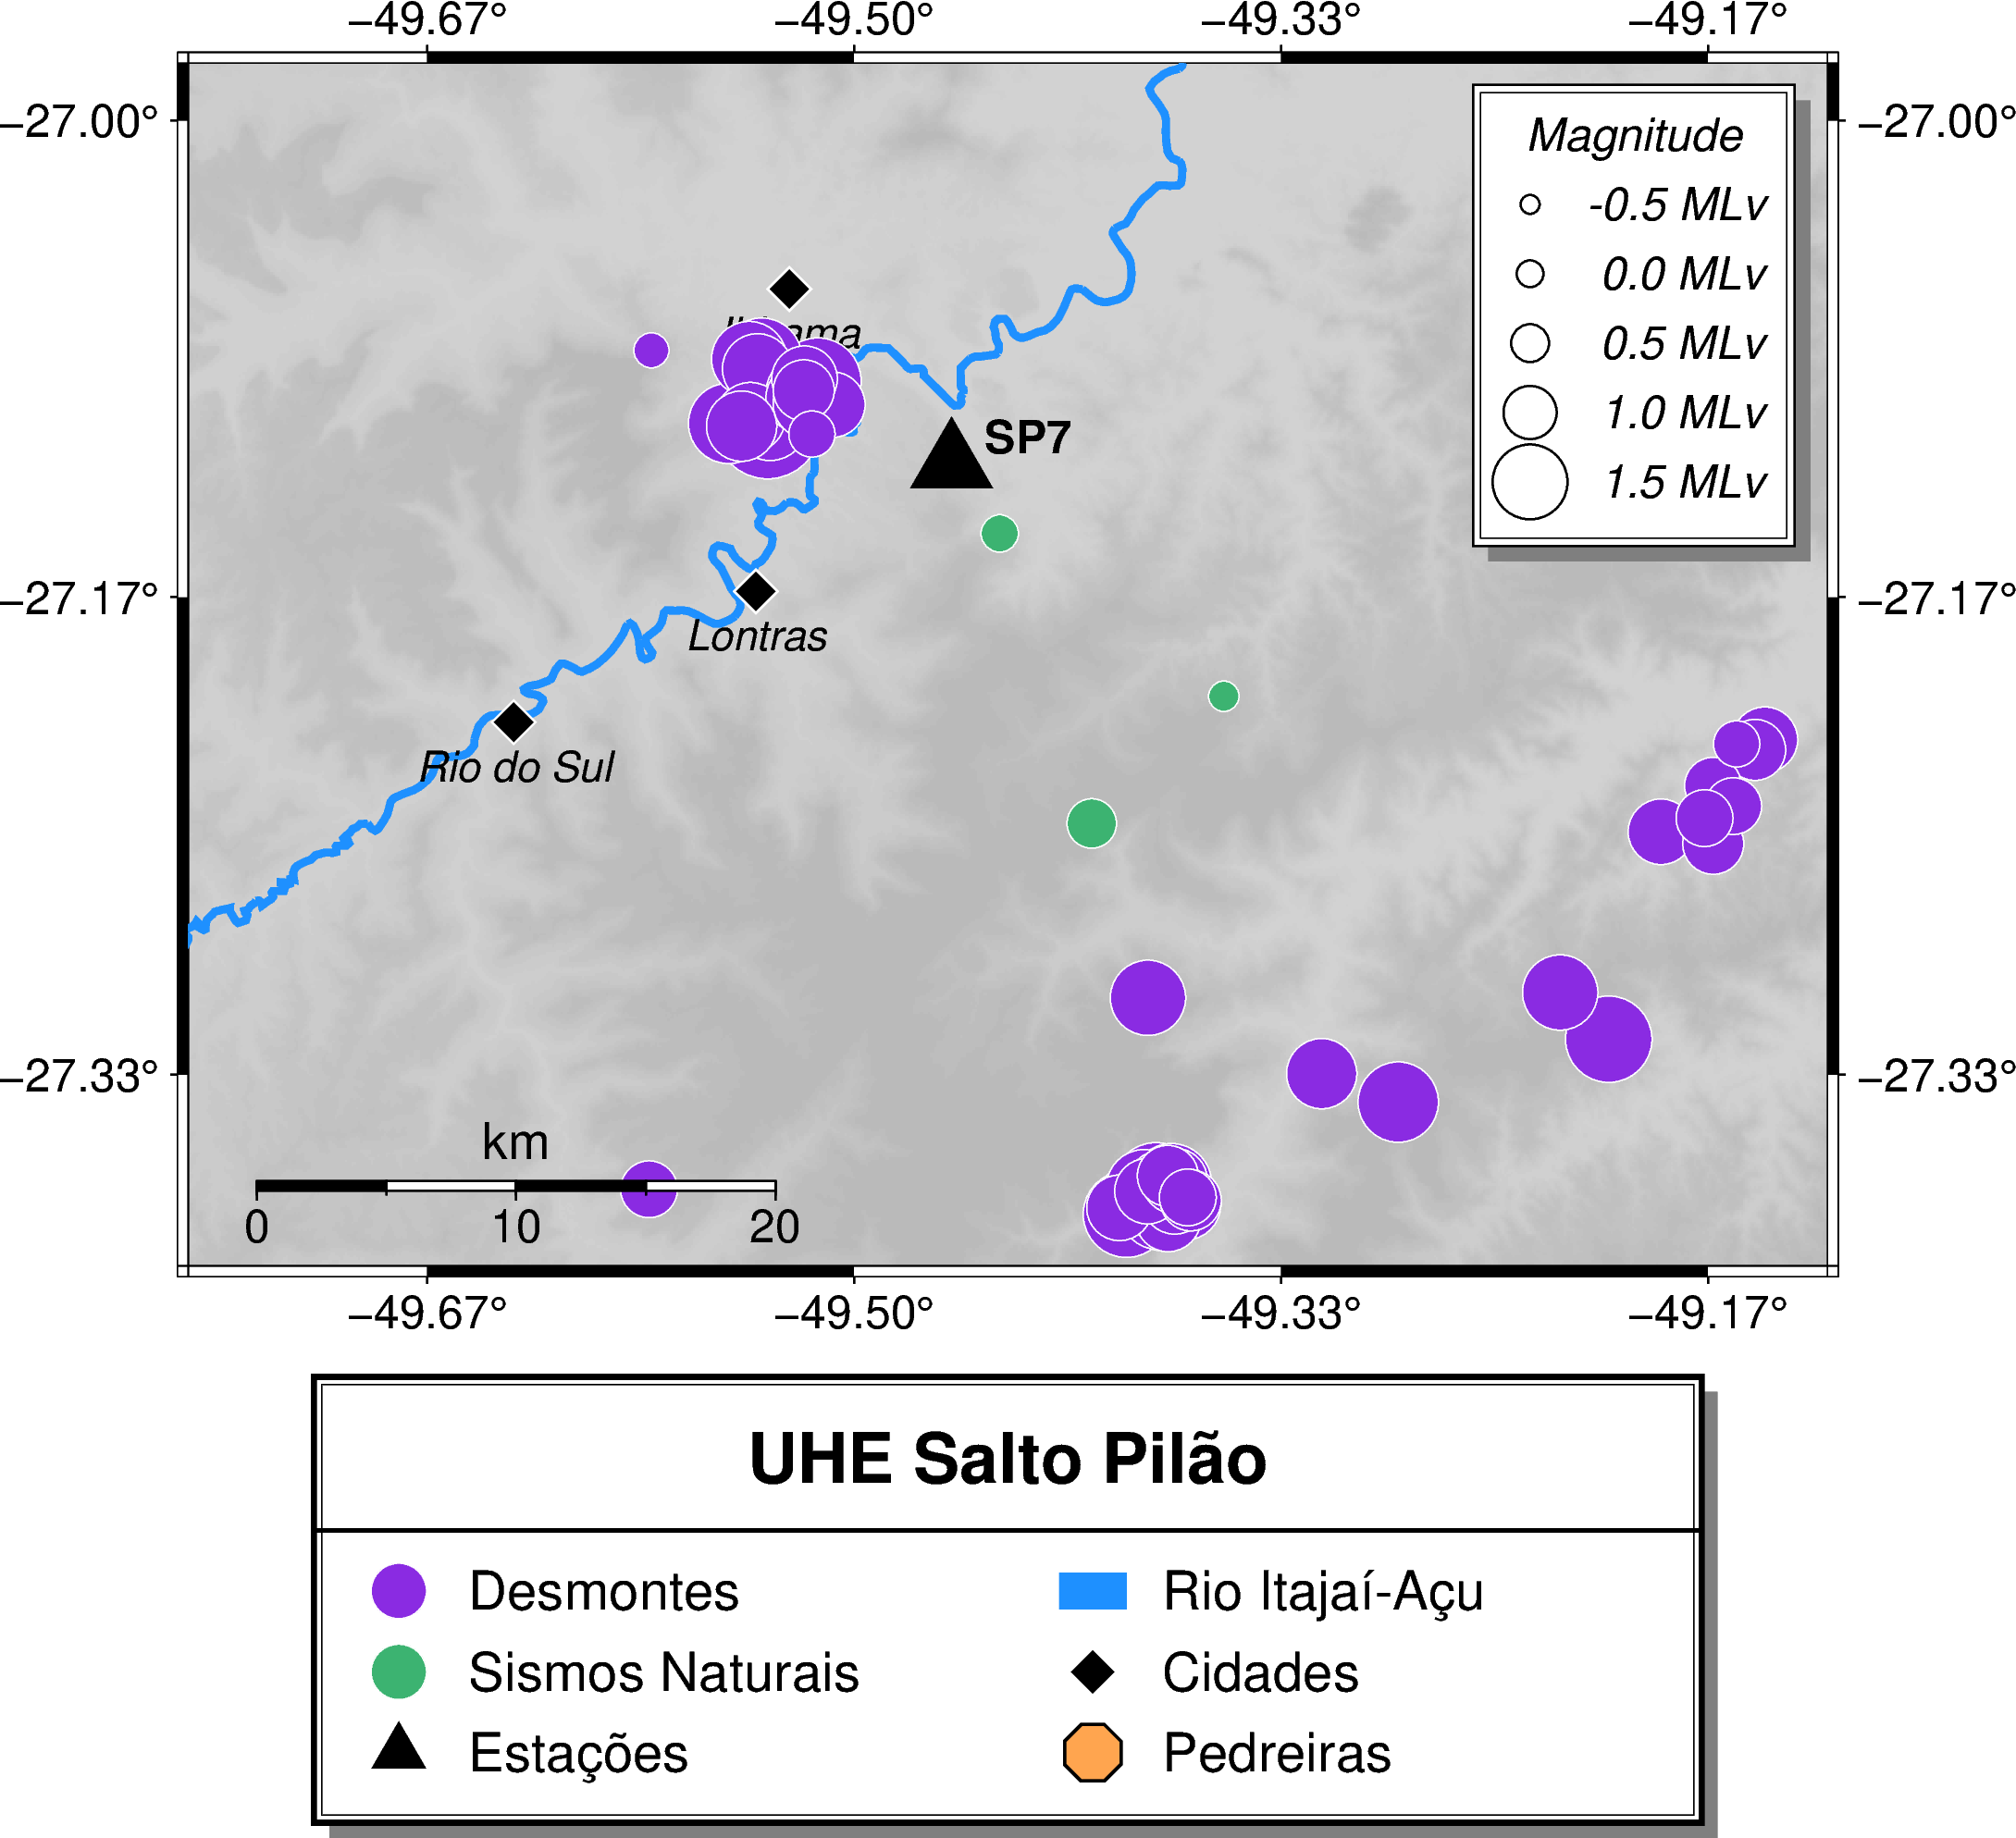 −49.67° −49.50° −49.33° −49.17°
−27.00° −27.00°
Magnitude
-0.5 MLv
0.0 MLv
0.5 MLv
1.0 MLv
1.5 MLv
SP7
−27.17° −27.17°
Lontras
Rio do Sul
−27.33° −27.33°
km
0 10 20
−49.67° −49.50° −49.33° −49.17°
UHE Salto Pilão
Desmontes Rio Itajaí-Açu
Sismos Naturais Cidades
Estações Pedreiras